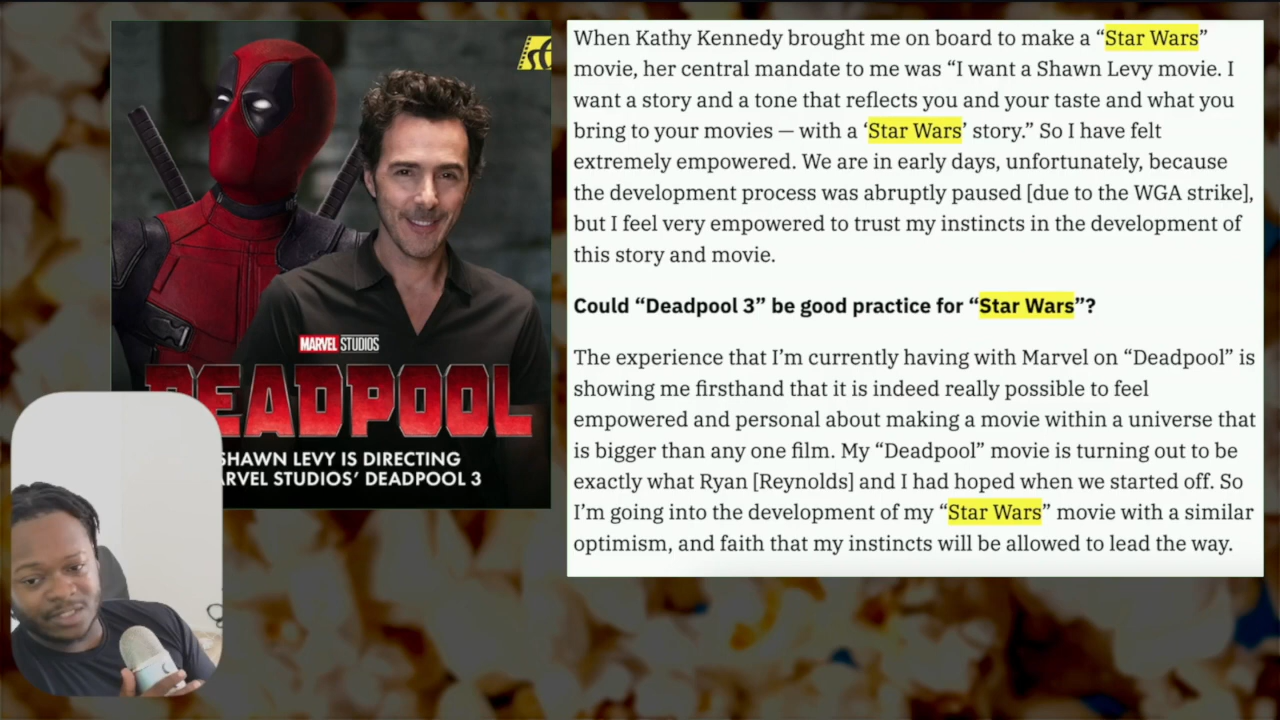 MARVEL STUDIOS
DEADPOOL
SHAWN LEVY IS DIRECTING
ARVEL STUDIOS’ DEADPOOL 3
When Kathy Kennedy brought me on board to make a “Star Wars”
movie, her central mandate to me was “I want a Shawn Levy movie. I
want a story and a tone that reflects you and your taste and what you
bring to your movies — with a ‘Star Wars’ story.” So I have felt
extremely empowered. We are in early days, unfortunately, because
the development process was abruptly paused [due to the WGA strike],
but I feel very empowered to trust my instincts in the development of
this story and movie.
Could “Deadpool 3” be good practice for “Star Wars”?
The experience that I’m currently having with Marvel on “Deadpool” is
showing me firsthand that it is indeed really possible to feel
empowered and personal about making a movie within a universe that
is bigger than any one film. My “Deadpool” movie is turning out to be
exactly what Ryan [Reynolds] and I had hoped when we started off. So
I’m going into the development of my “Star Wars” movie with a similar
optimism, and faith that my instincts will be allowed to lead the way.